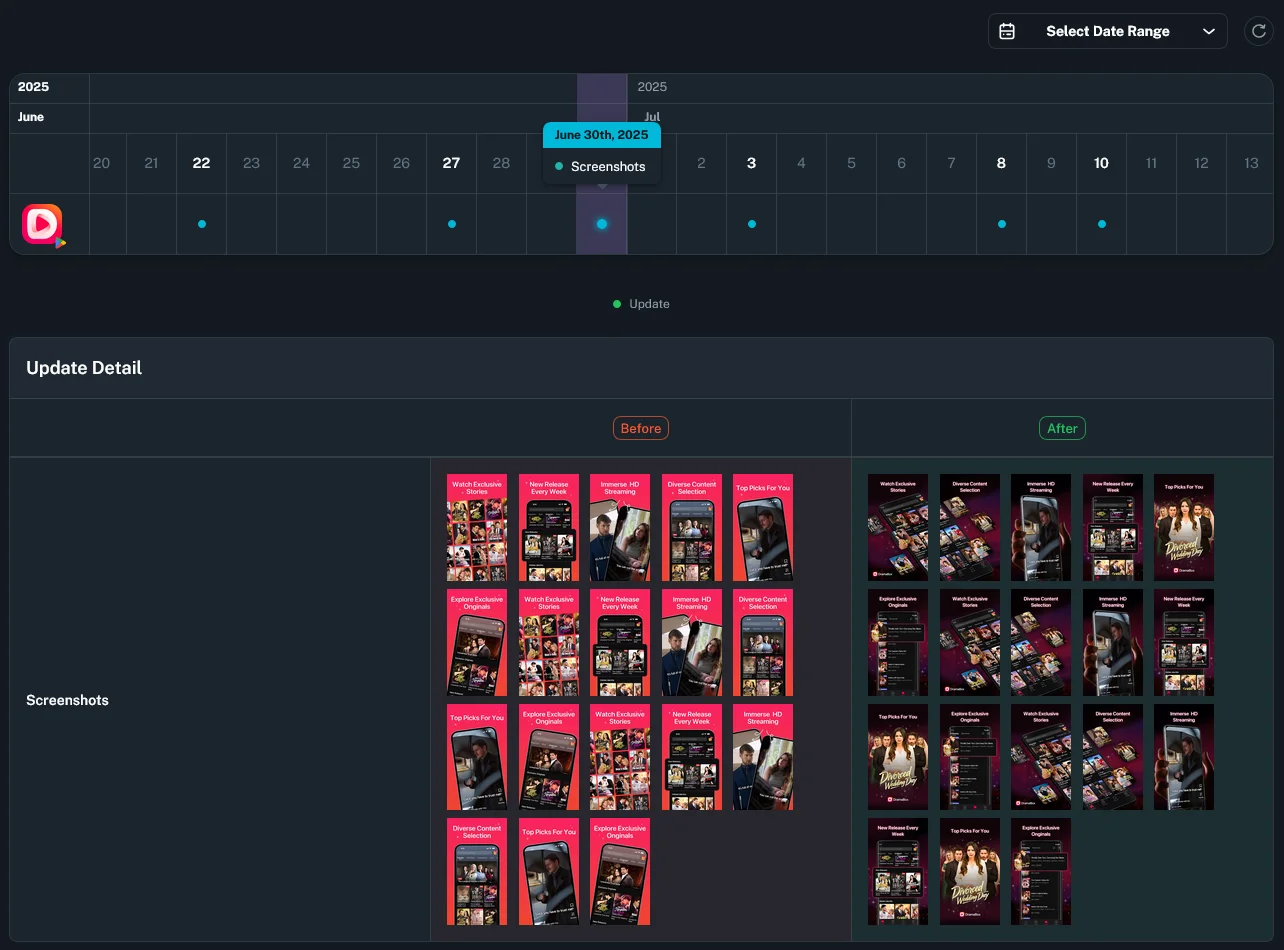 Select Date Range
2025
2025
June
Jul
June 30th, 2025
Screenshots
20 21 22 23 24 25 26 27 28 2 3 4 5 6 7 8 9 10 11 12 13
Update
Update Detail
Before
After
Screenshots
Watch Exclusive
Stories
New Release
Every Week
Immerse HD
Streaming
Diverse Content
Selection
Top Picks For You
Explore Exclusive
Originals
Watch Exclusive
Stories
New Release
Every Week
Immerse HD
Streaming
Diverse Content
Selection
Top Picks For You
Explore Exclusive
Originals
Watch Exclusive
Stories
New Release
Every Week
Immerse HD
Streaming
Diverse Content
Selection
Top Picks For You
Explore Exclusive
Originals
Watch Exclusive
Stories
Diverse Content
Selection
Immerse HD
Streaming
New Release Every
Week
Top Picks For You
Divorced
Wedding Day
DramaBox
DramaBox
Explore Exclusive
Originals
Watch Exclusive
Stories
Diverse Content
Selection
Immerse HD
Streaming
New Release Every
Week
DramaBox
Top Picks For You
Divorced
Wedding Day
DramaBox
Explore Exclusive
Originals
Watch Exclusive
Stories
DramaBox
Diverse Content
Selection
Immerse HD
Streaming
New Release Every
Week
Top Picks For You
Divorced
Wedding Day
DramaBox
Explore Exclusive
Originals